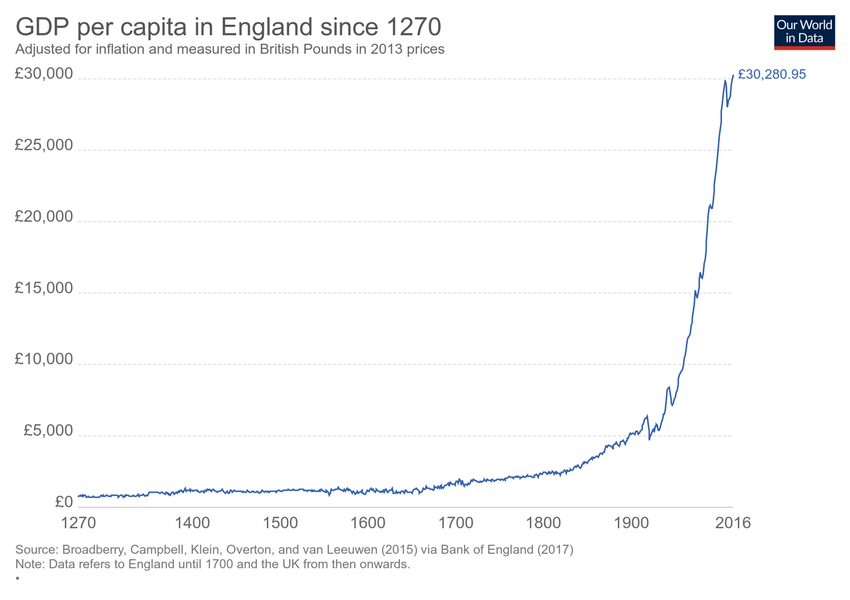 GDP per capita in England since 1270
Adjusted for inflation and measured in British Pounds in 2013 prices
Our World
in Data
£30,000
£30,280.95
£25,000
£20,000
£15,000
£10,000
£5,000
£0
1270 1400 1500 1600 1700 1800 1900 2016
Source: Broadberry, Campbell, Klein, Overton, and van Leeuwen (2015) via Bank of England (2017)
Note: Data refers to England until 1700 and the UK from then onwards.
•